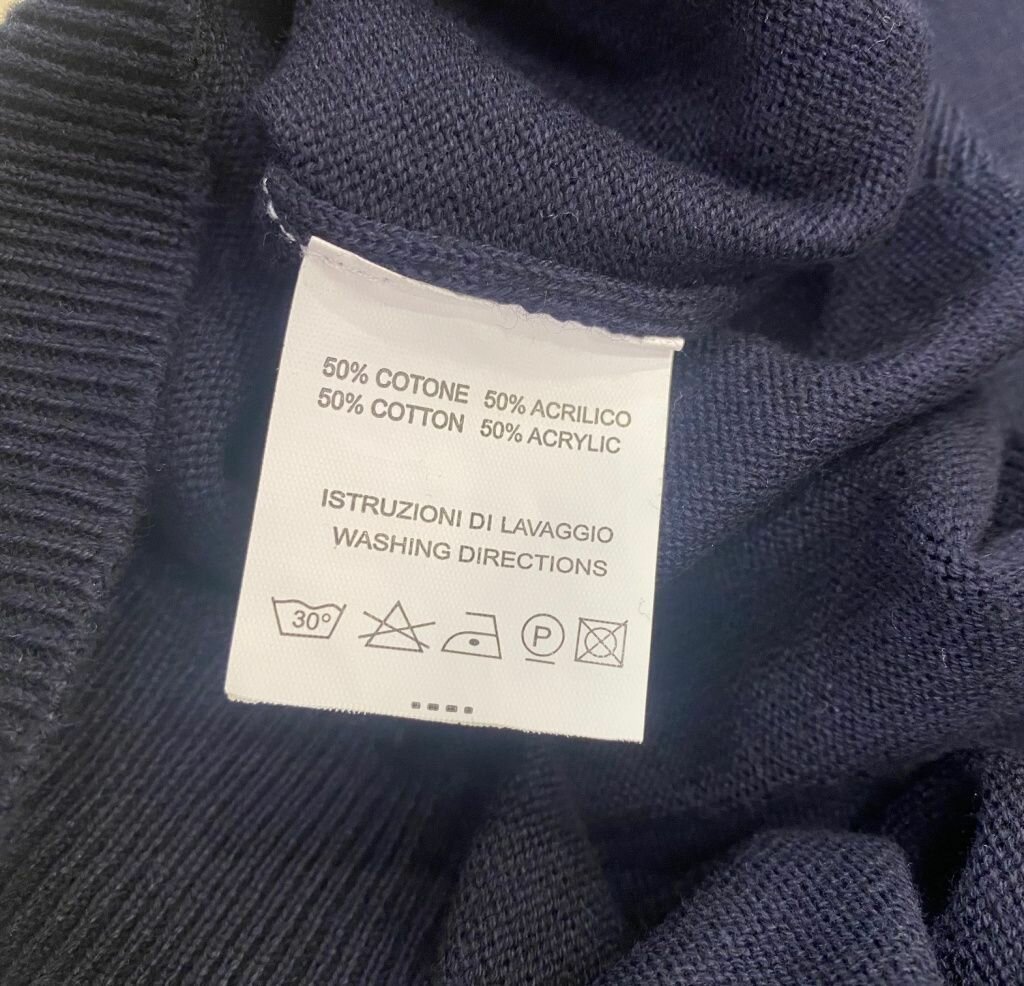 50% COTONE 50% ACRILICO
50% COTTON 50% ACRYLIC
ISTRUZIONI DI LAVAGGIO
WASHING DIRECTIONS
30° P